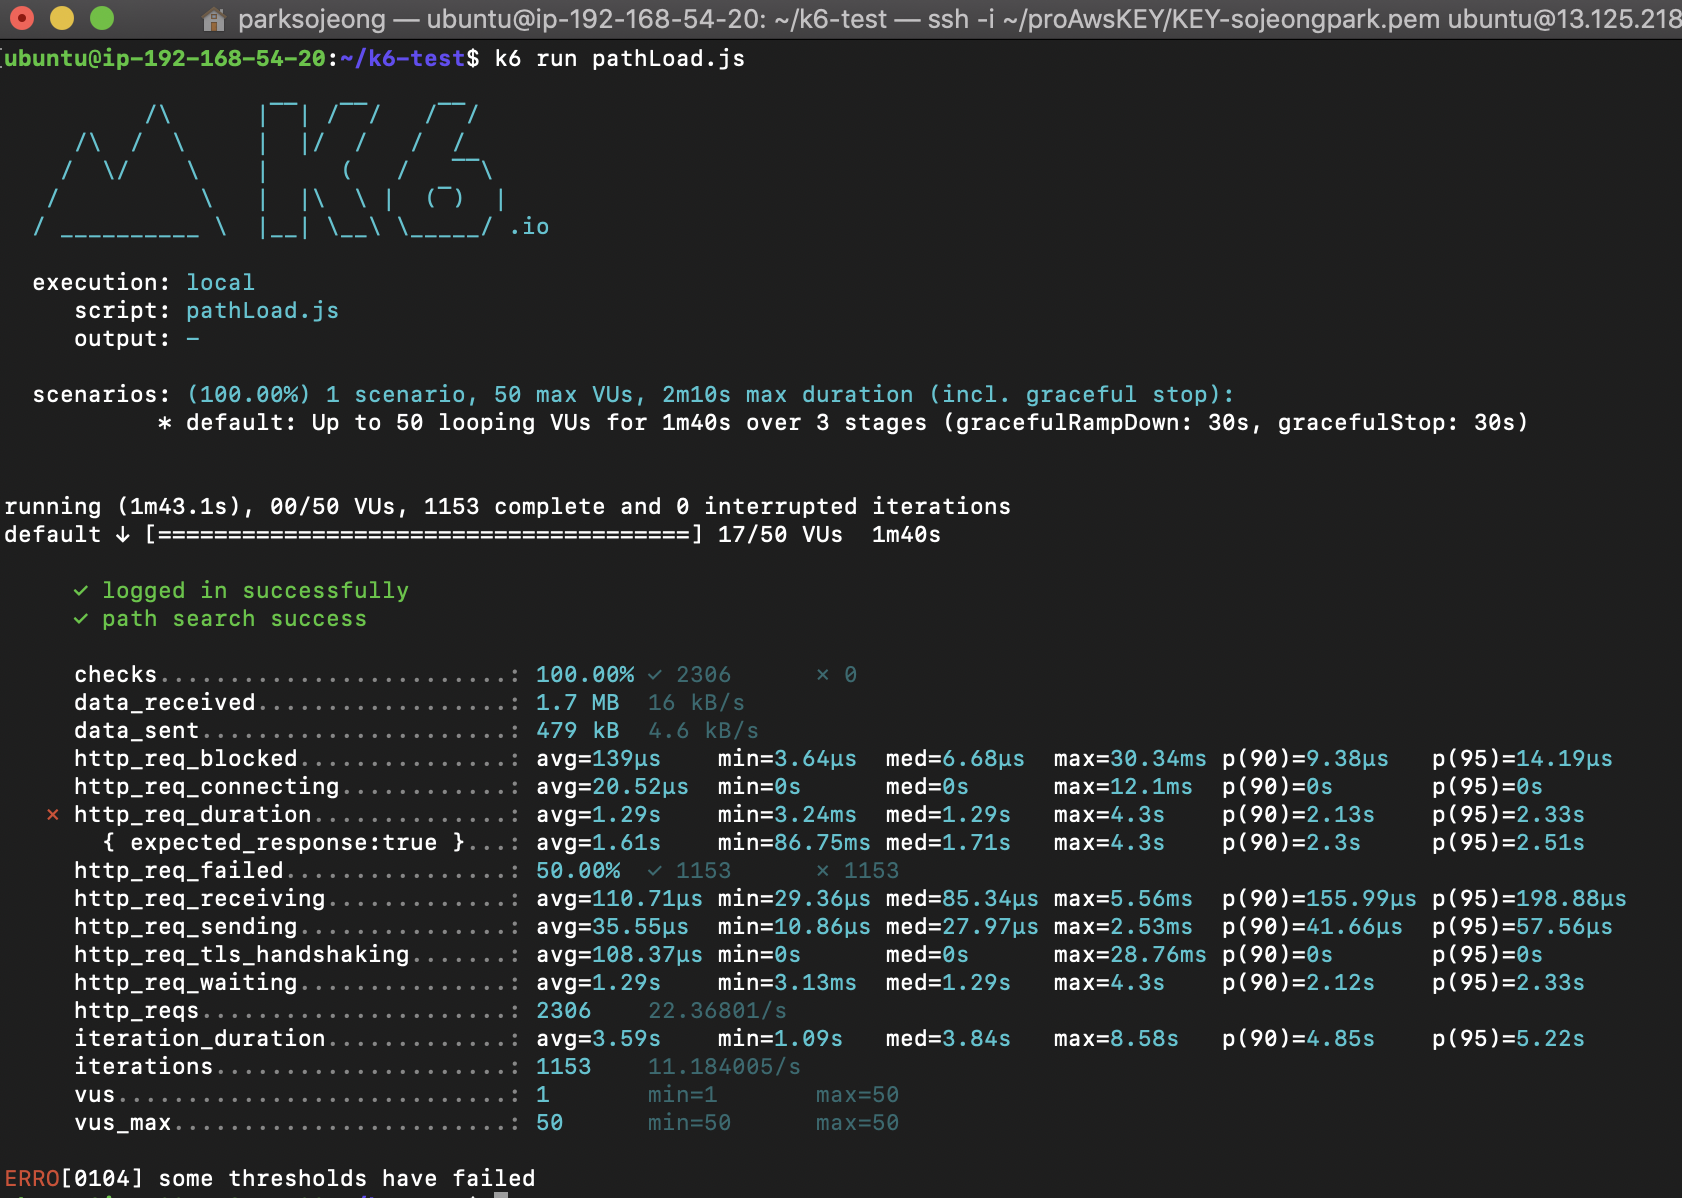 parksojeong — ubuntu@ip-192-168-54-20: ~/k6-test — ssh -i ~/proAwsKEY/KEY-sojeongpark.pem ubuntu@13.125.218
[ubuntu@ip-192-168-54-20:~/k6-test$ k6 run pathLoad.js
          /\      |‾‾| /‾‾/   /‾‾/
     /\  /  \     |  |/  /   /  /
    /  \/    \    |     (   /   ‾‾\
   /          \   |  |\  \ |  (‾)  |
  / __________ \  |__| \__\ \_____/ .io
execution: local
script: pathLoad.js
output: -
scenarios: (100.00%) 1 scenario, 50 max VUs, 2m10s max duration (incl. graceful stop):
* default: Up to 50 looping VUs for 1m40s over 3 stages (gracefulRampDown: 30s, gracefulStop: 30s)
running (1m43.1s), 00/50 VUs, 1153 complete and 0 interrupted iterations
default ↓ [======================================] 17/50 VUs  1m40s
✓ logged in successfully
✓ path search success
checks.........................: 100.00% ✓ 2306      ✗ 0
data_received..................: 1.7 MB  16 kB/s
data_sent......................: 479 kB  4.6 kB/s
http_req_blocked...............: avg=139µs    min=3.64µs  med=6.68µs  max=30.34ms p(90)=9.38µs   p(95)=14.19µs
http_req_connecting............: avg=20.52µs  min=0s      med=0s      max=12.1ms  p(90)=0s       p(95)=0s
✗ http_req_duration..............: avg=1.29s    min=3.24ms  med=1.29s   max=4.3s    p(90)=2.13s    p(95)=2.33s
{ expected_response:true }...: avg=1.61s    min=86.75ms med=1.71s   max=4.3s    p(90)=2.3s     p(95)=2.51s
http_req_failed................: 50.00%  ✓ 1153      ✗ 1153
http_req_receiving.............: avg=110.71µs min=29.36µs med=85.34µs max=5.56ms  p(90)=155.99µs p(95)=198.88µs
http_req_sending...............: avg=35.55µs  min=10.86µs med=27.97µs max=2.53ms  p(90)=41.66µs  p(95)=57.56µs
http_req_tls_handshaking.......: avg=108.37µs min=0s      med=0s      max=28.76ms p(90)=0s       p(95)=0s
http_req_waiting...............: avg=1.29s    min=3.13ms  med=1.29s   max=4.3s    p(90)=2.12s    p(95)=2.33s
http_reqs......................: 2306    22.36801/s
iteration_duration.............: avg=3.59s    min=1.09s   med=3.84s   max=8.58s   p(90)=4.85s    p(95)=5.22s
iterations.....................: 1153    11.184005/s
vus............................: 1       min=1       max=50
vus_max........................: 50      min=50      max=50
ERRO[0104] some thresholds have failed